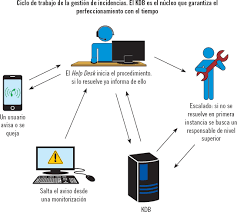 Ciclo de trabajo de la gestión de incidencias. El KDB es el núcleo que garantiza el
perfeccionamiento con el tiempo
El Help Desk inicia el procedimiento,
si lo resuelve ya informa de ello
Un usuario
avisa o se
queja
Escalado: si no se
resuelve en primera
instancia se busca un
responsable de nivel
superior
Salta el aviso desde
una monitorización
KDB